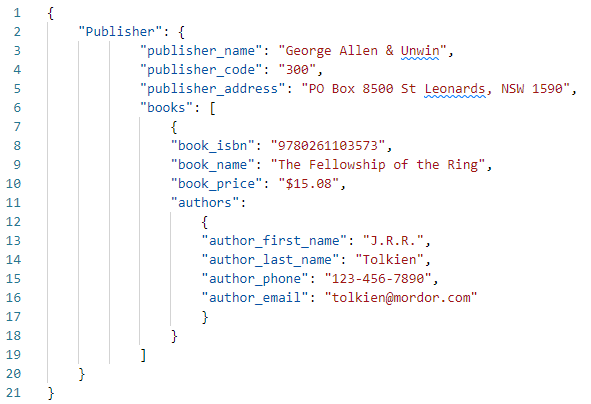 1 {
2 "Publisher": {
3 "publisher_name": "George Allen & Unwin",
4 "publisher_code": "300",
5 "publisher_address": "PO Box 8500 St Leonards, NSW 1590",
6 "books": [
7 {
8 "book_isbn": "9780261103573",
9 "book_name": "The Fellowship of the Ring",
10 "book_price": "$15.08",
11 "authors":
12 {
13 "author_first_name": "J.R.R.",
14 "author_last_name": "Tolkien",
15 "author_phone": "123-456-7890",
16 "author_email": "tolkien@mordor.com"
17 }
18 }
19 ]
20 }
21 }